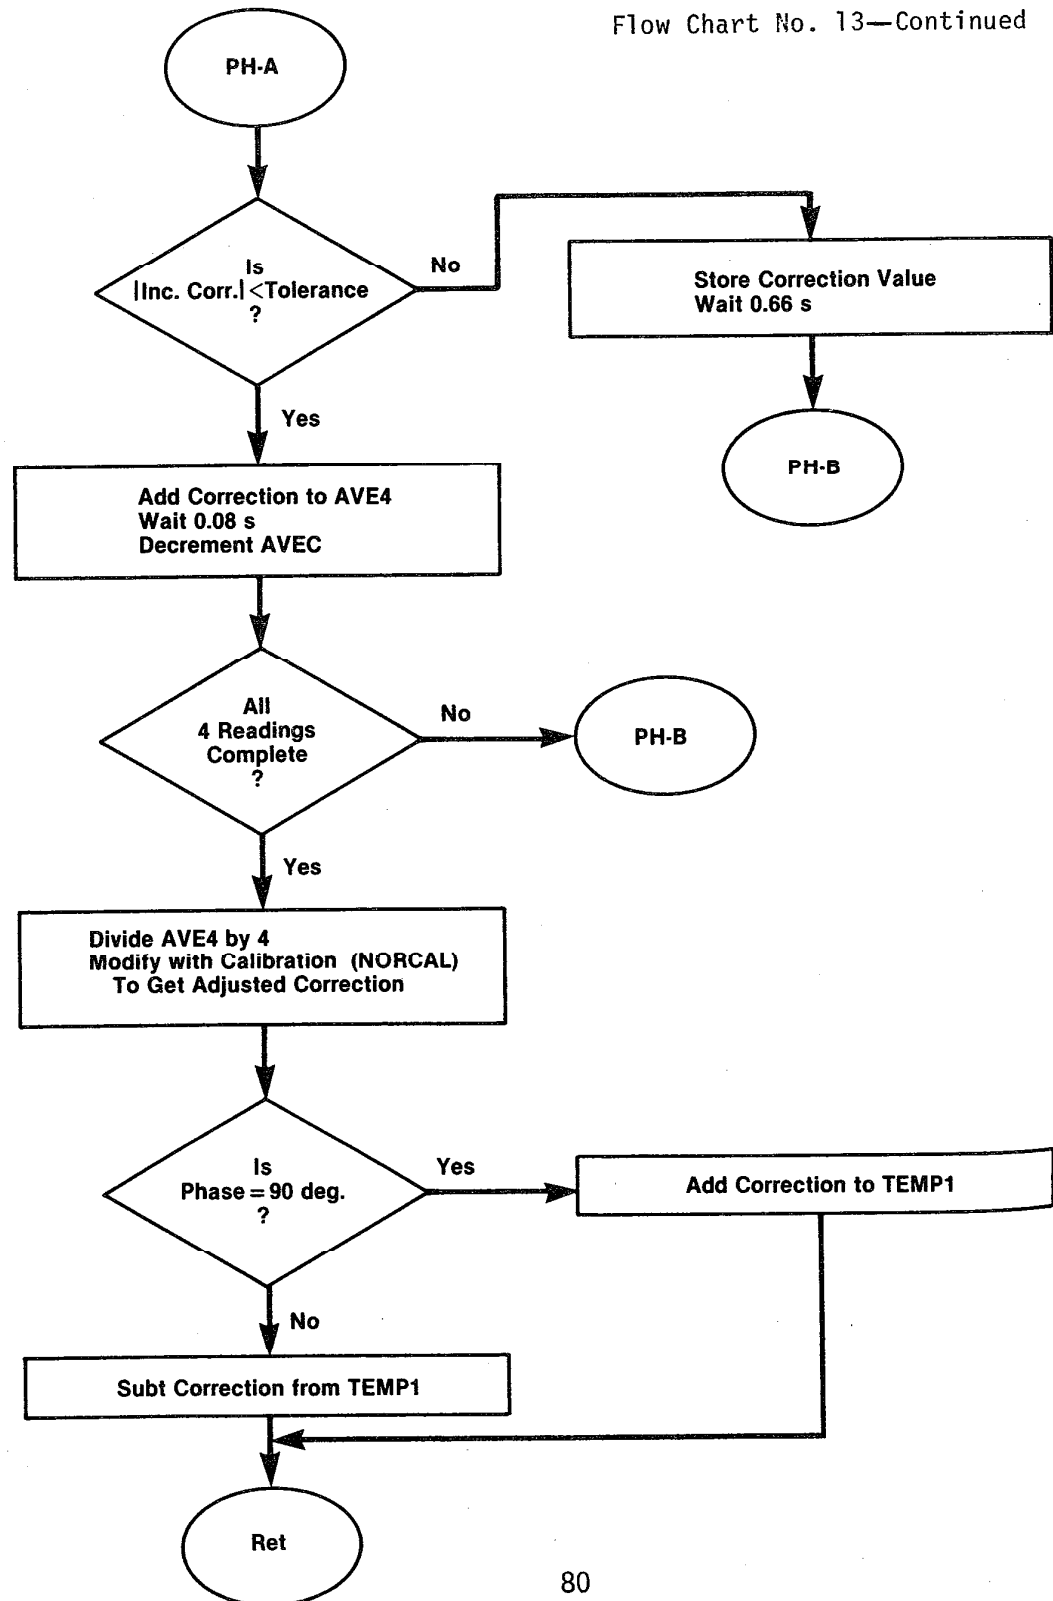 Flow Chart No. 13—Continued
PH-A
Is
|Inc. Corr.| <Tolerance
?
No
Store Correction Value
Wait 0.66 s
PH-B
Yes
Add Correction to AVE4
Wait 0.08 s
Decrement AVEC
All
4 Readings
Complete
?
No
PH-B
Yes
Divide AVE4 by 4
Modify with Calibration (NORCAL)
To Get Adjusted Correction
Is
Phase = 90 deg.
?
Yes
Add Correction to TEMP1
No
Subt Correction from TEMP1
Ret
80